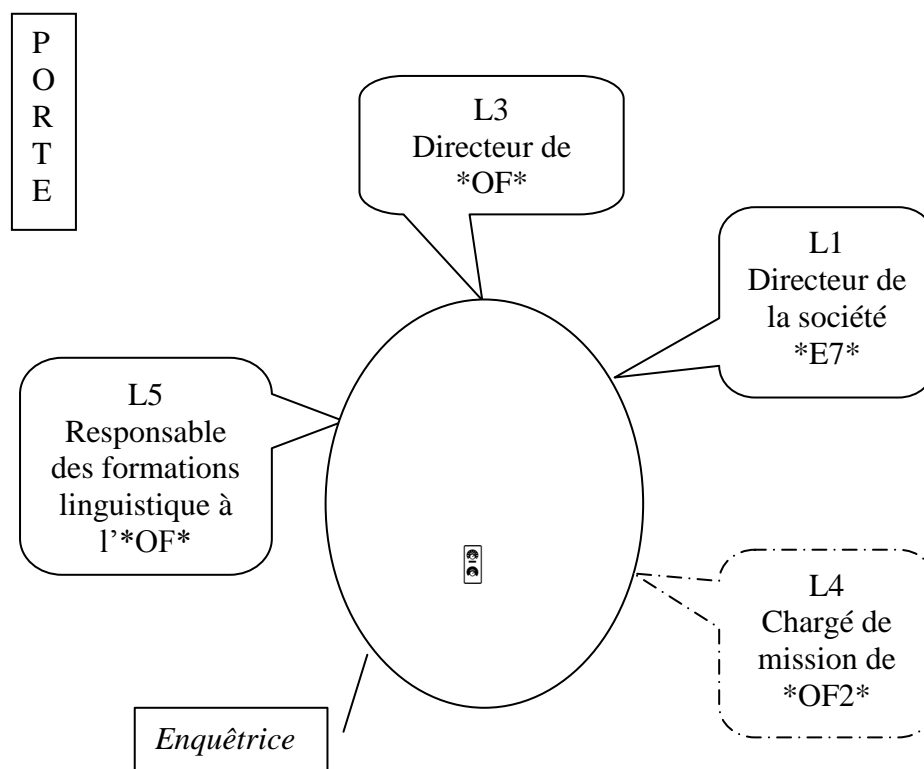 P
O
R
T
E
L3
Directeur de
*OF*
L1
Directeur de
la société
*E7*
L5
Responsable
des formations
linguistique à
l’*OF*
L4
Chargé de
mission de
*OF2*
Enquêtrice